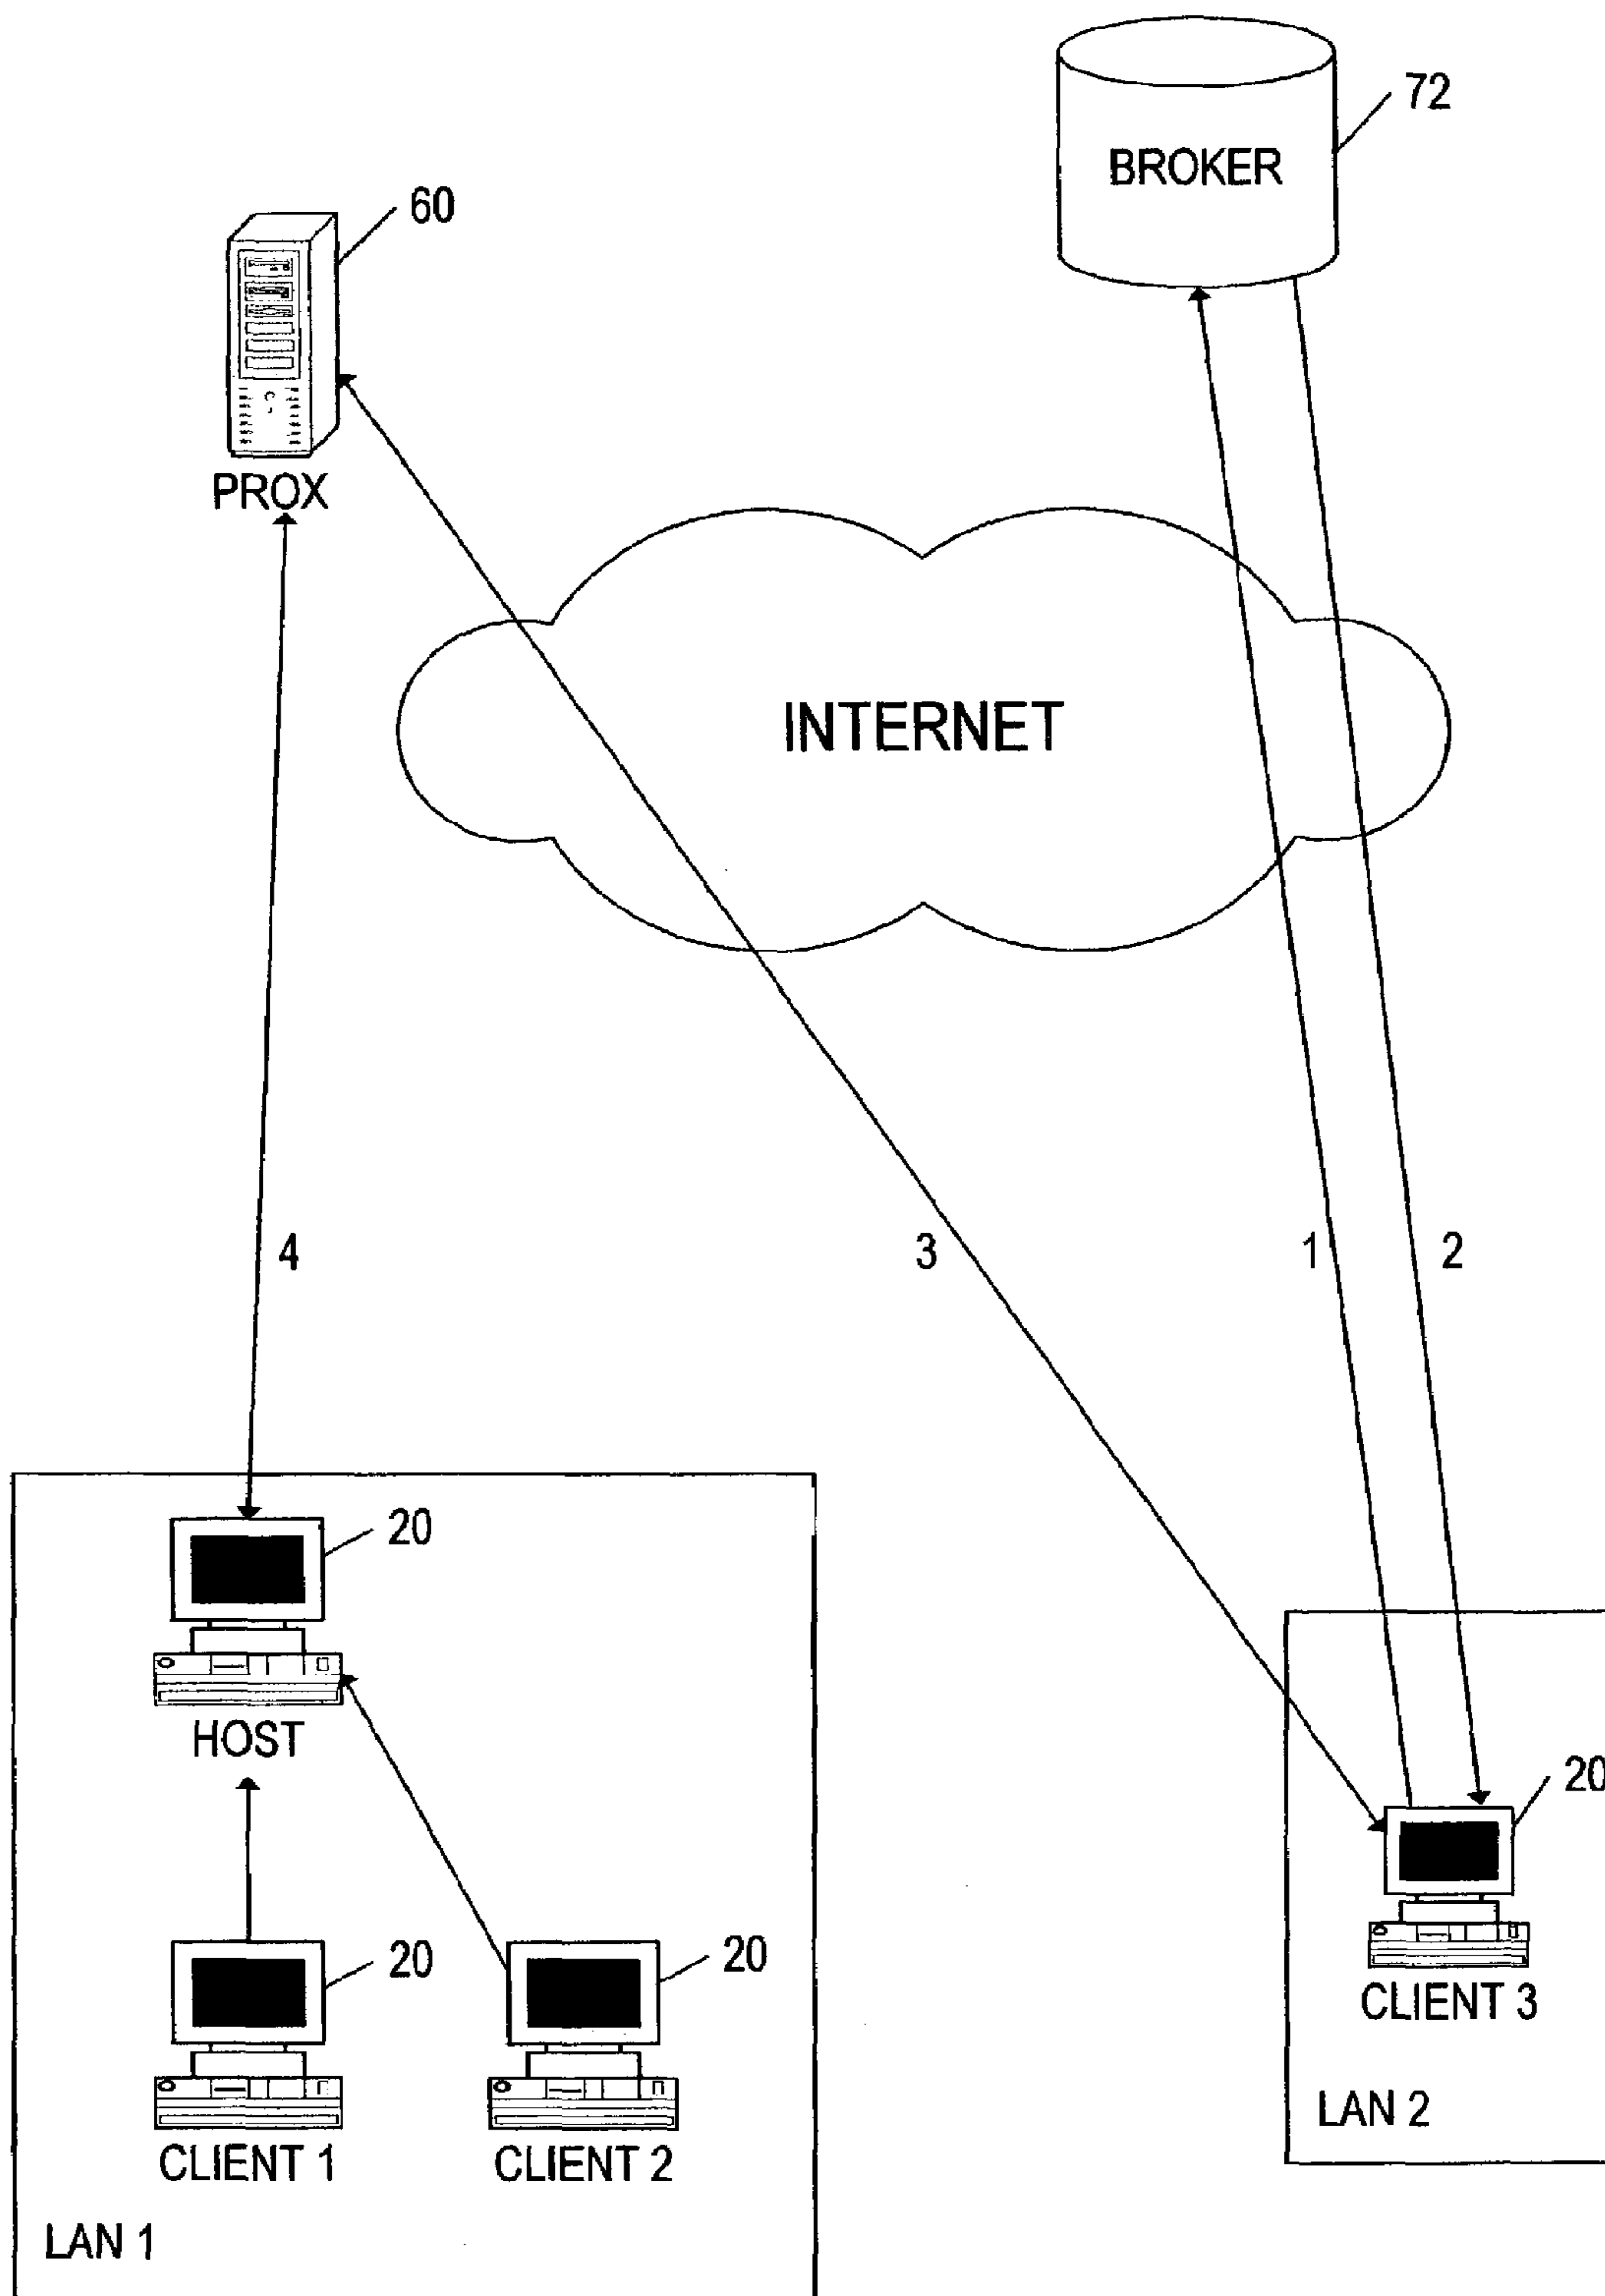 72
BROKER
60
PROX
INTERNET
4
3
1
2
20
HOST
20
20
20
CLIENT 3
CLIENT 1
CLIENT 2
LAN 2
LAN 1